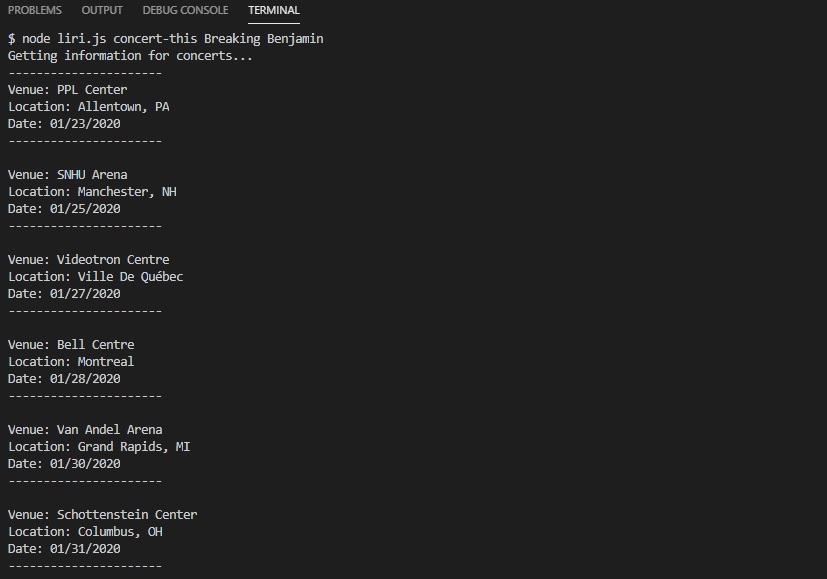 PROBLEMS OUTPUT DEBUG CONSOLE TERMINAL
$ node liri.js concert-this Breaking Benjamin
Getting information for concerts...
----------------------
Venue: PPL Center
Location: Allentown, PA
Date: 01/23/2020
----------------------
Venue: SNHU Arena
Location: Manchester, NH
Date: 01/25/2020
----------------------
Venue: Videotron Centre
Location: Ville De Québec
Date: 01/27/2020
----------------------
Venue: Bell Centre
Location: Montreal
Date: 01/28/2020
----------------------
Venue: Van Andel Arena
Location: Grand Rapids, MI
Date: 01/30/2020
----------------------
Venue: Schottenstein Center
Location: Columbus, OH
Date: 01/31/2020
----------------------